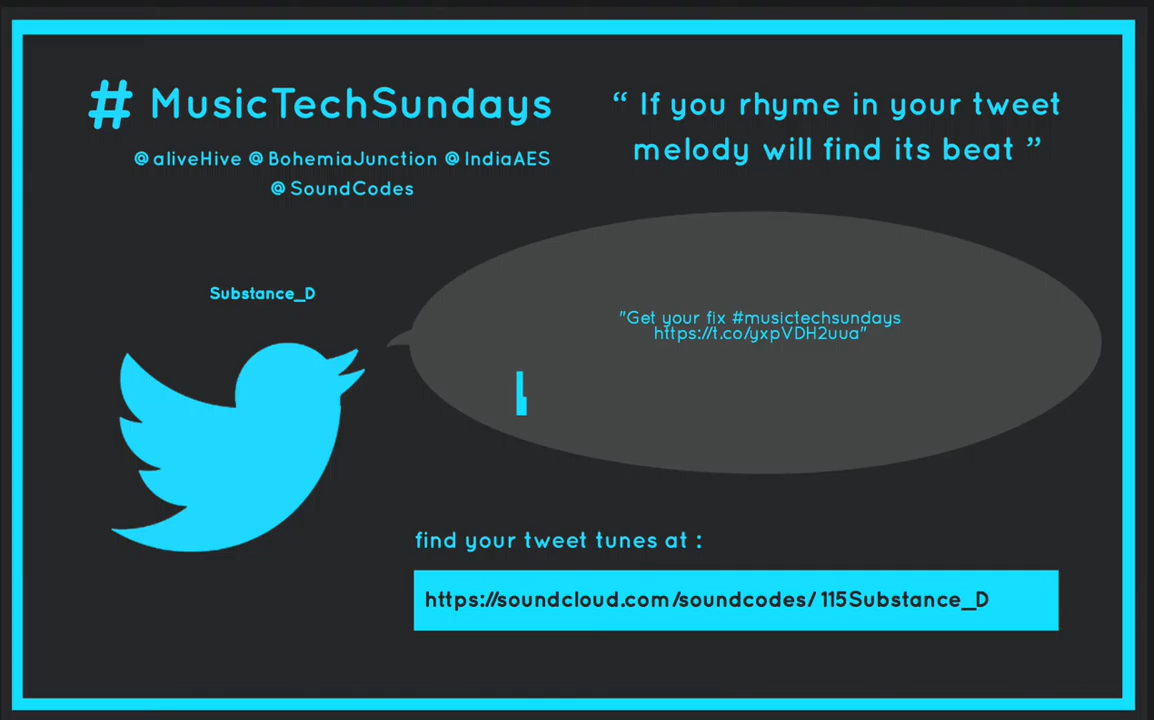 # MusicTechSundays
@aliveHive @BohemiaJunction @IndiaAES
@SoundCodes
“ If you rhyme in your tweet
melody will find its beat ”
Substance_D
"Get your fix #musictechsundays
https://t.co/yxpVDH2uua"
find your tweet tunes at :
https://soundcloud.com/soundcodes/115Substance_D